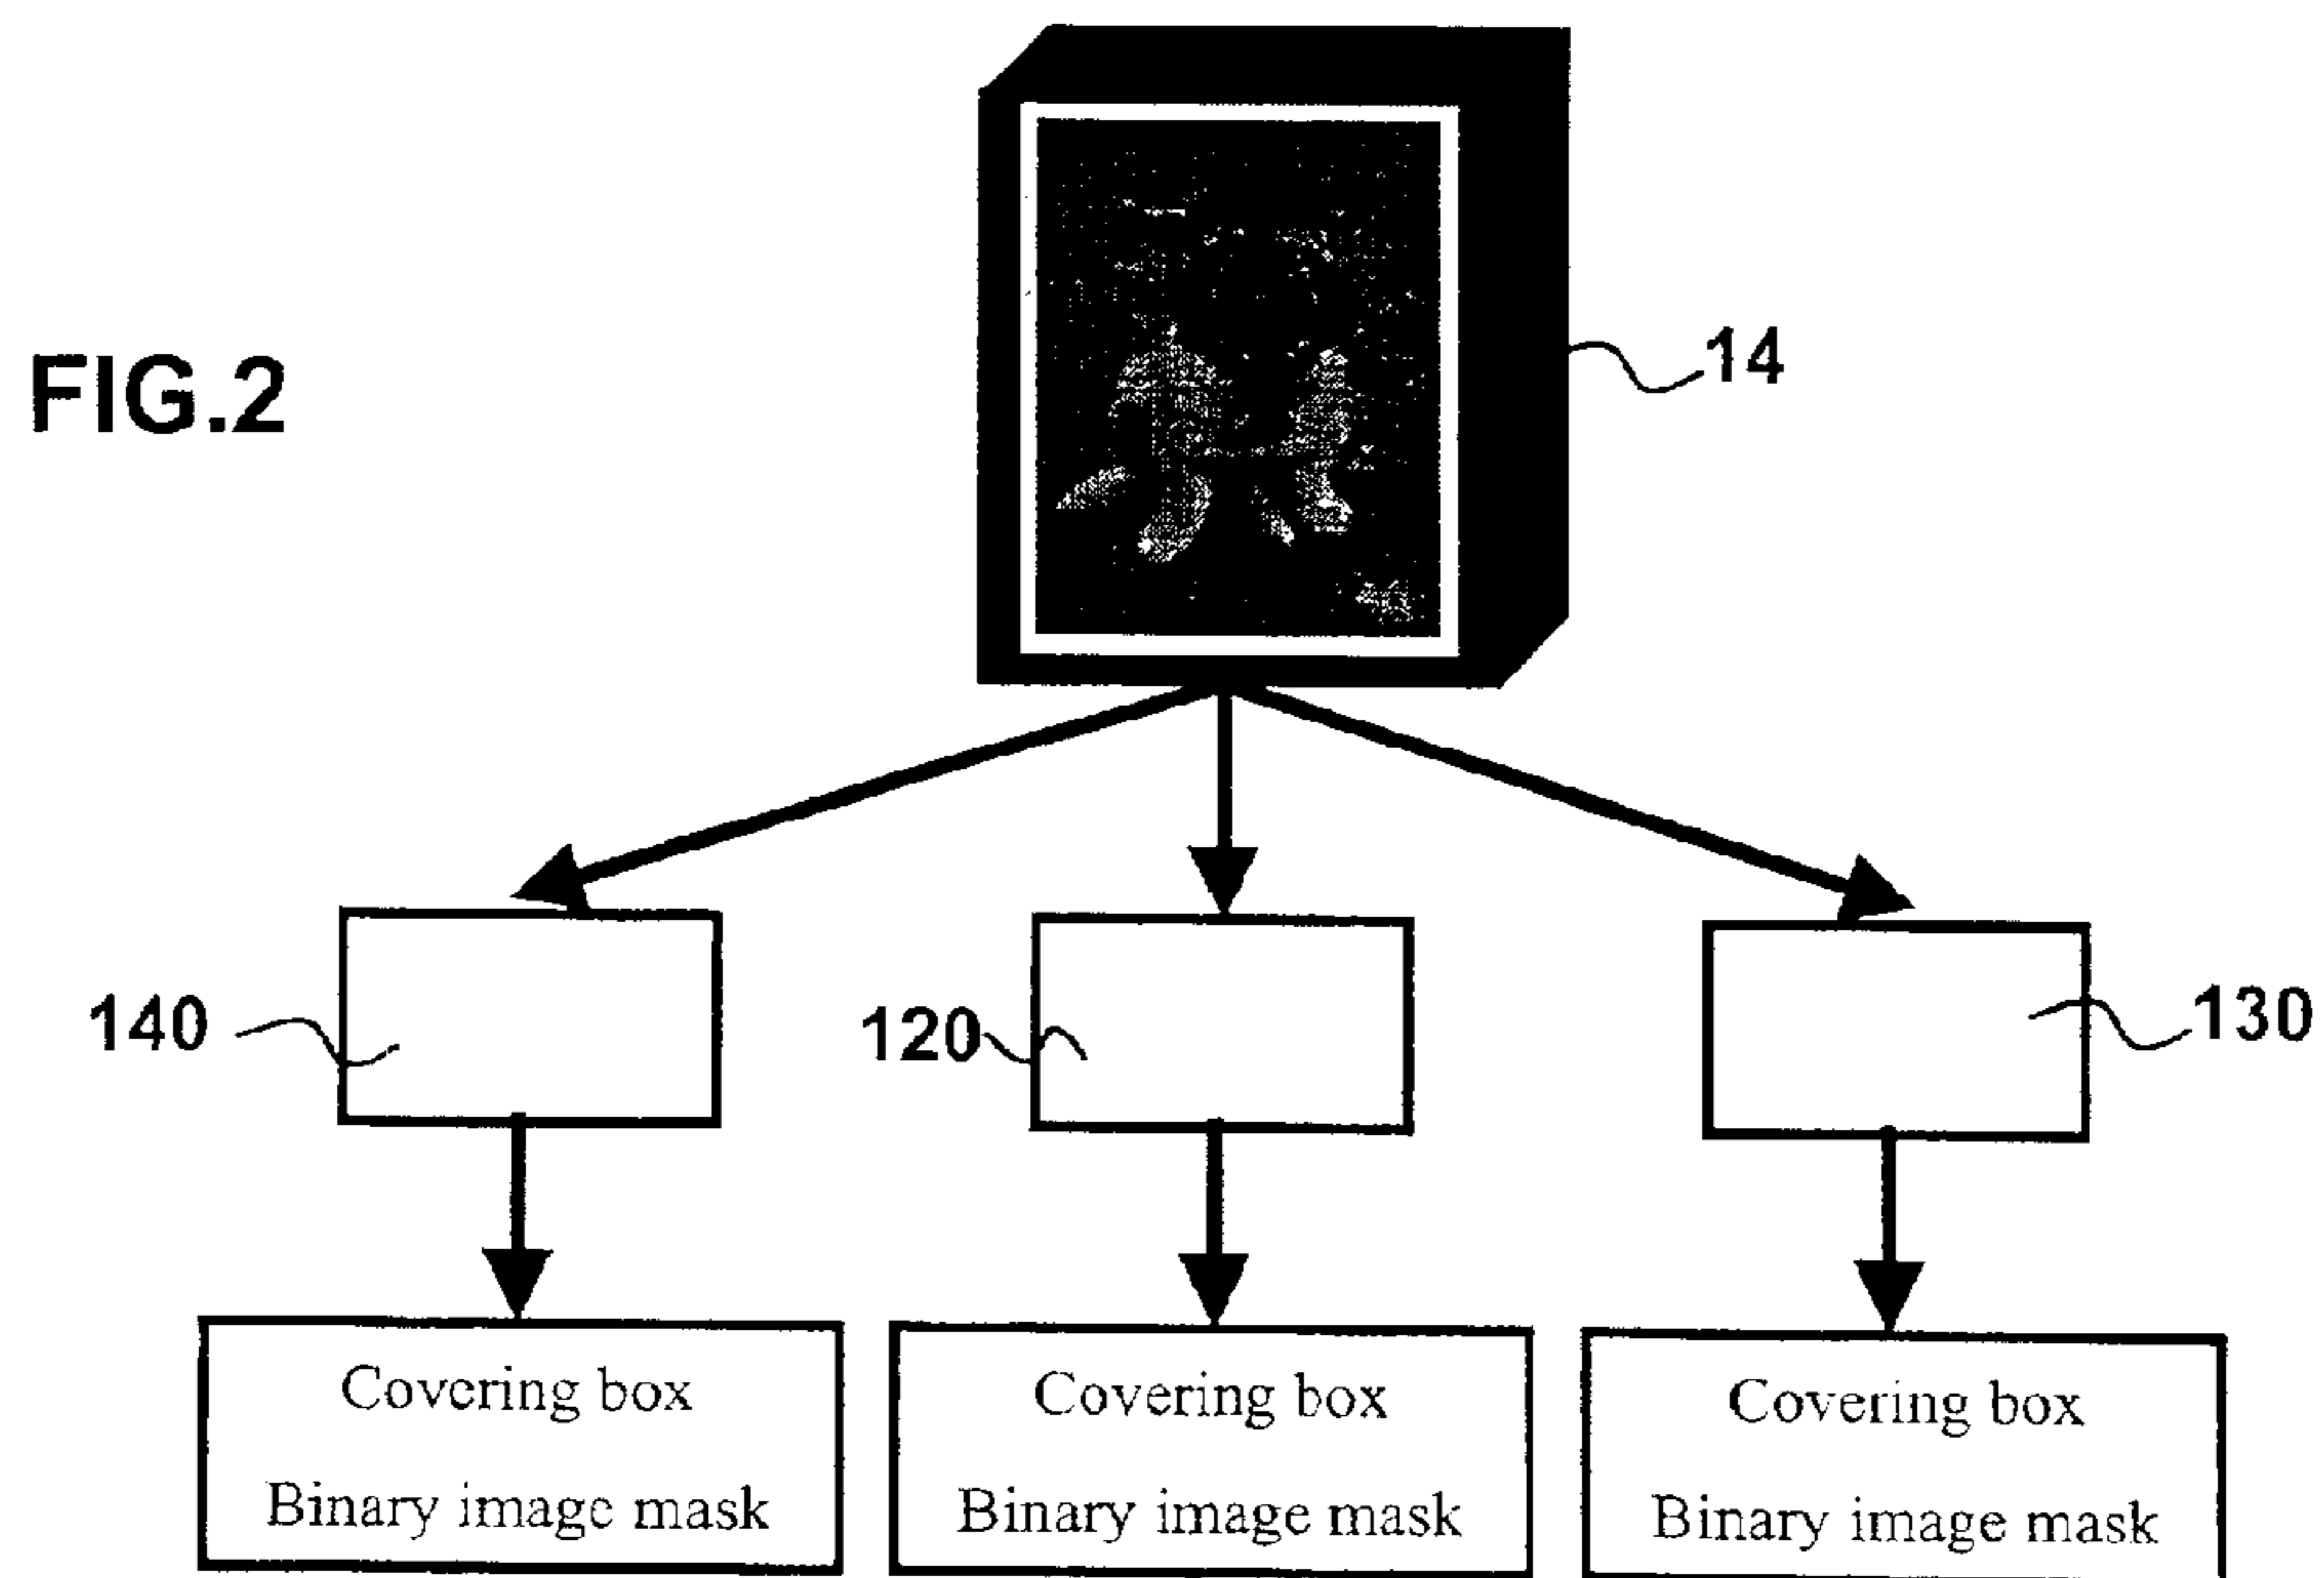 FIG.2
14
140
120
130
Covering box
Binary image mask
Covering box
Binary image mask
Covering box
Binary image mask